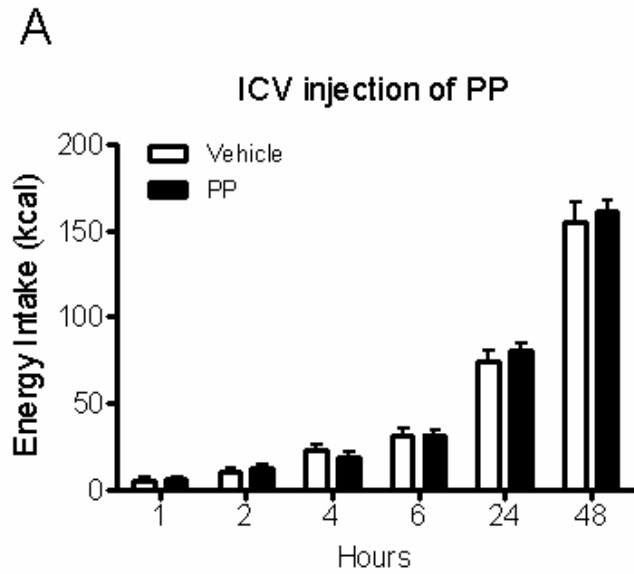 A
ICV injection of PP
200
150
100
50
0
Energy Intake (kcal)
Vehicle
PP
1 2 4 6 24 48
Hours